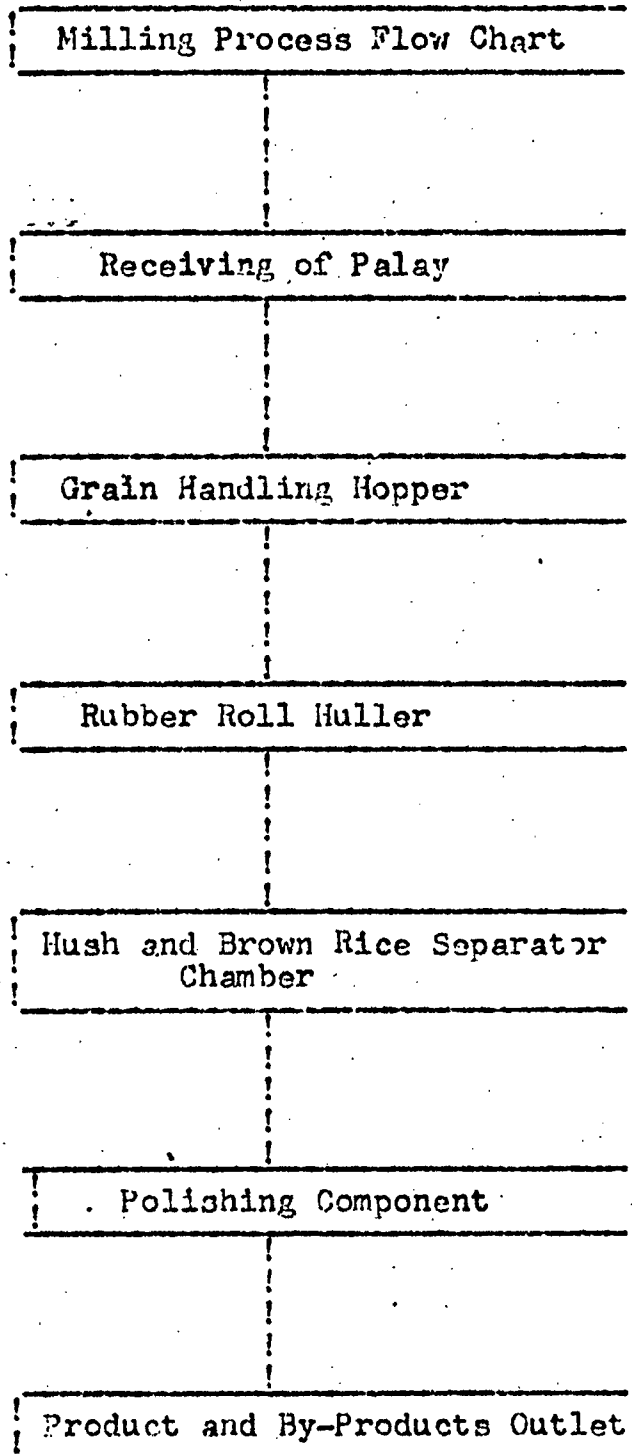 Milling Process Flow Chart
Receiving of Palay
Grain Handling Hopper
Rubber Roll Huller
Hush and Brown Rice Separator
Chamber
Polishing Component
Product and By-Products Outlet